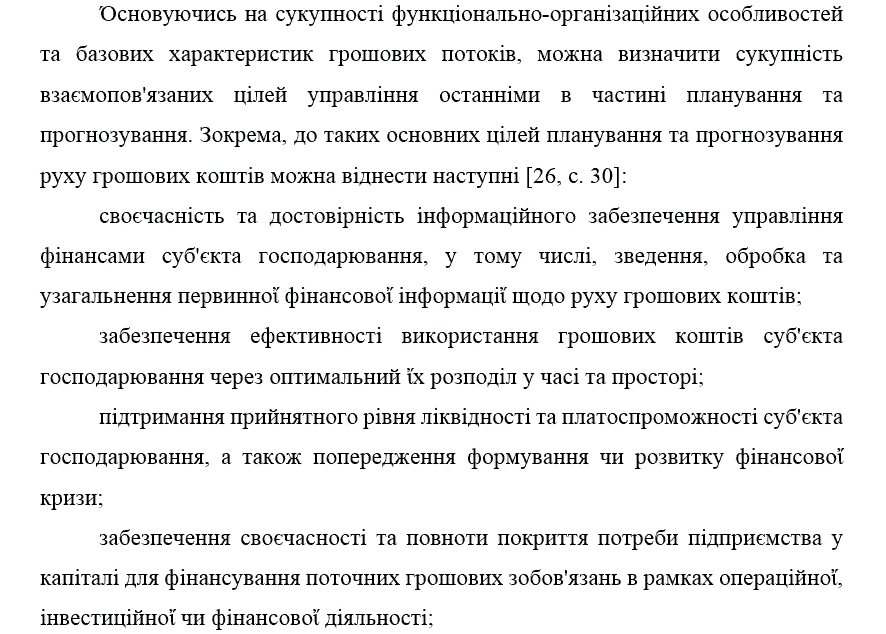 Основуючись на сукупності функціонально-організаційних особливостей
та базових характеристик грошових потоків, можна визначити сукупність
взаємопов'язаних цілей управління останніми в частині планування та
прогнозування. Зокрема, до таких основних цілей планування та прогнозування
руху грошових коштів можна віднести наступні [26, с. 30]:
своєчасність та достовірність інформаційного забезпечення управління
фінансами суб'єкта господарювання, у тому числі, зведення, обробка та
узагальнення первинної фінансової інформації щодо руху грошових коштів;
забезпечення ефективності використання грошових коштів суб'єкта
господарювання через оптимальний їх розподіл у часі та просторі;
підтримання прийнятного рівня ліквідності та платоспроможності суб'єкта
господарювання, а також попередження формування чи розвитку фінансової
кризи;
забезпечення своєчасності та повноти покриття потреби підприємства у
капіталі для фінансування поточних грошових зобов'язань в рамках операційної,
інвестиційної чи фінансової діяльності;